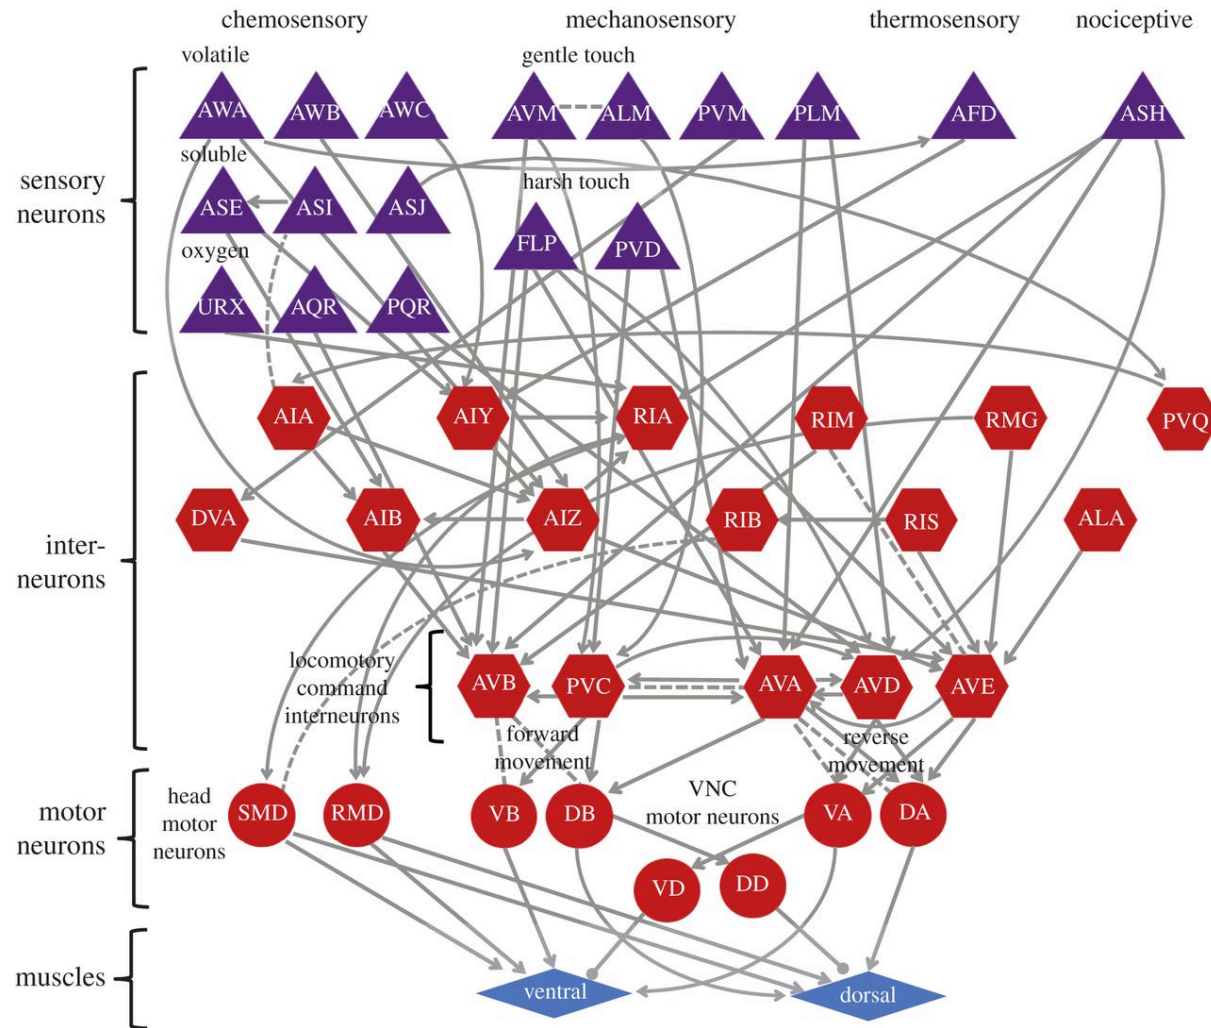 chemosensory mechanosensory thermosensory nociceptive
volatile gentle touch
AWA AWB AWC AVM ALM PVM PLM AFD ASH
soluble
harsh touch
sensory
neurons
ASE ASI ASJ
oxygen
FLP PVD
URX AQR PQR
AIA AIY RIA RIM RMG PVQ
DVA AIB AIZ RIB RIS ALA
inter-
neurons
locomotory
command
interneurons
AVB PVC AVA AVD AVE
forward
movement
reverse
movement
motor
neurons
head
motor
neurons
SMD RMD VB DB
VNC
motor neurons
VA DA
VD DD
muscles
ventral dorsal